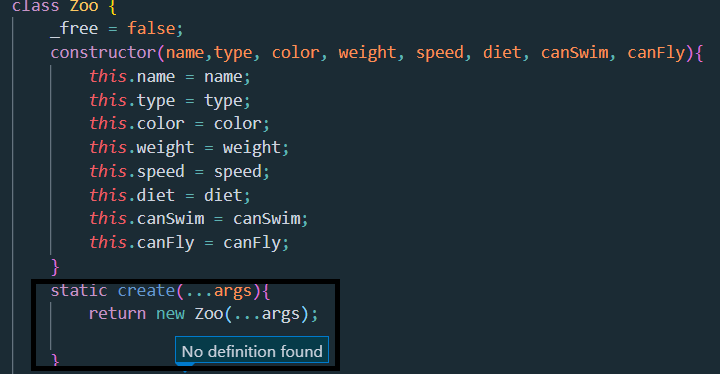 class Zoo {
_free = false;
constructor(name,type, color, weight, speed, diet, canSwim, canFly){
this.name = name;
this.type = type;
this.color = color;
this.weight = weight;
this.speed = speed;
this.diet = diet;
this.canSwim = canSwim;
this.canFly = canFly;
}
static create(...args){
return new Zoo(...args);
No definition found
}